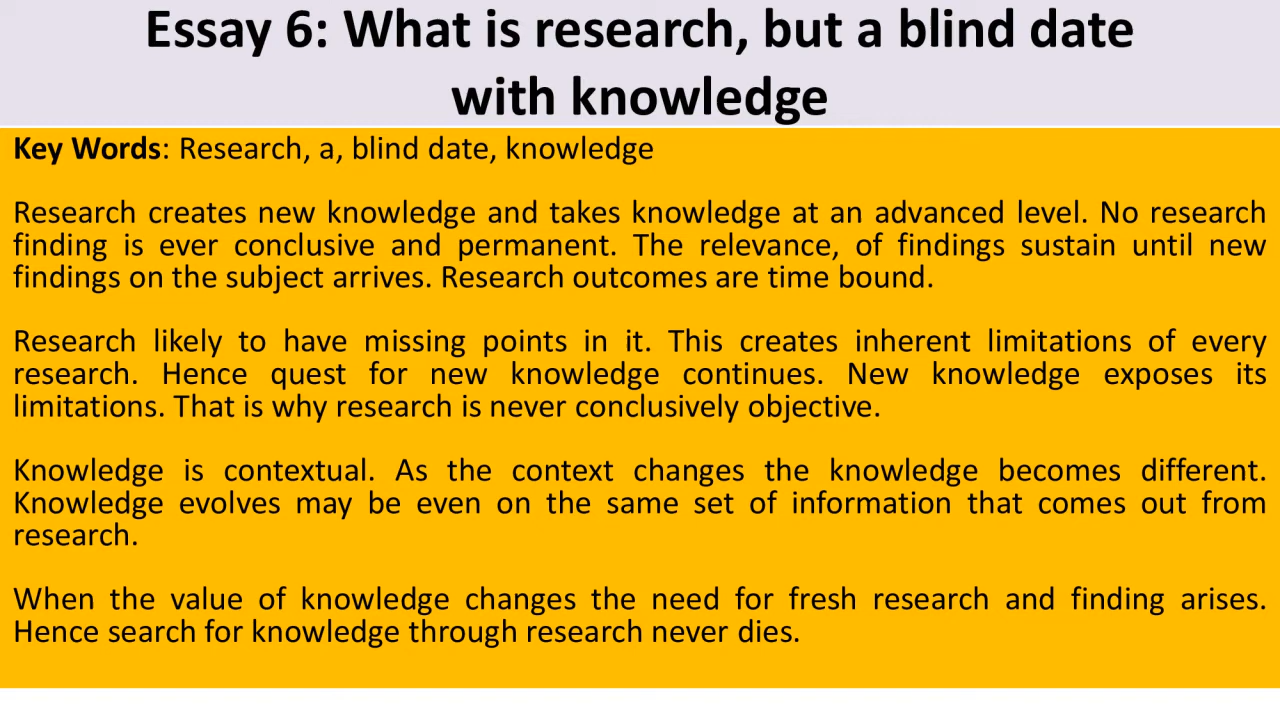 Essay 6: What is research, but a blind date
with knowledge
Key Words: Research, a, blind date, knowledge
Research creates new knowledge and takes knowledge at an advanced level. No research
finding is ever conclusive and permanent. The relevance, of findings sustain until new
findings on the subject arrives. Research outcomes are time bound.
Research likely to have missing points in it. This creates inherent limitations of every
research. Hence quest for new knowledge continues. New knowledge exposes its
limitations. That is why research is never conclusively objective.
Knowledge is contextual. As the context changes the knowledge becomes different.
Knowledge evolves may be even on the same set of information that comes out from
research.
When the value of knowledge changes the need for fresh research and finding arises.
Hence search for knowledge through research never dies.